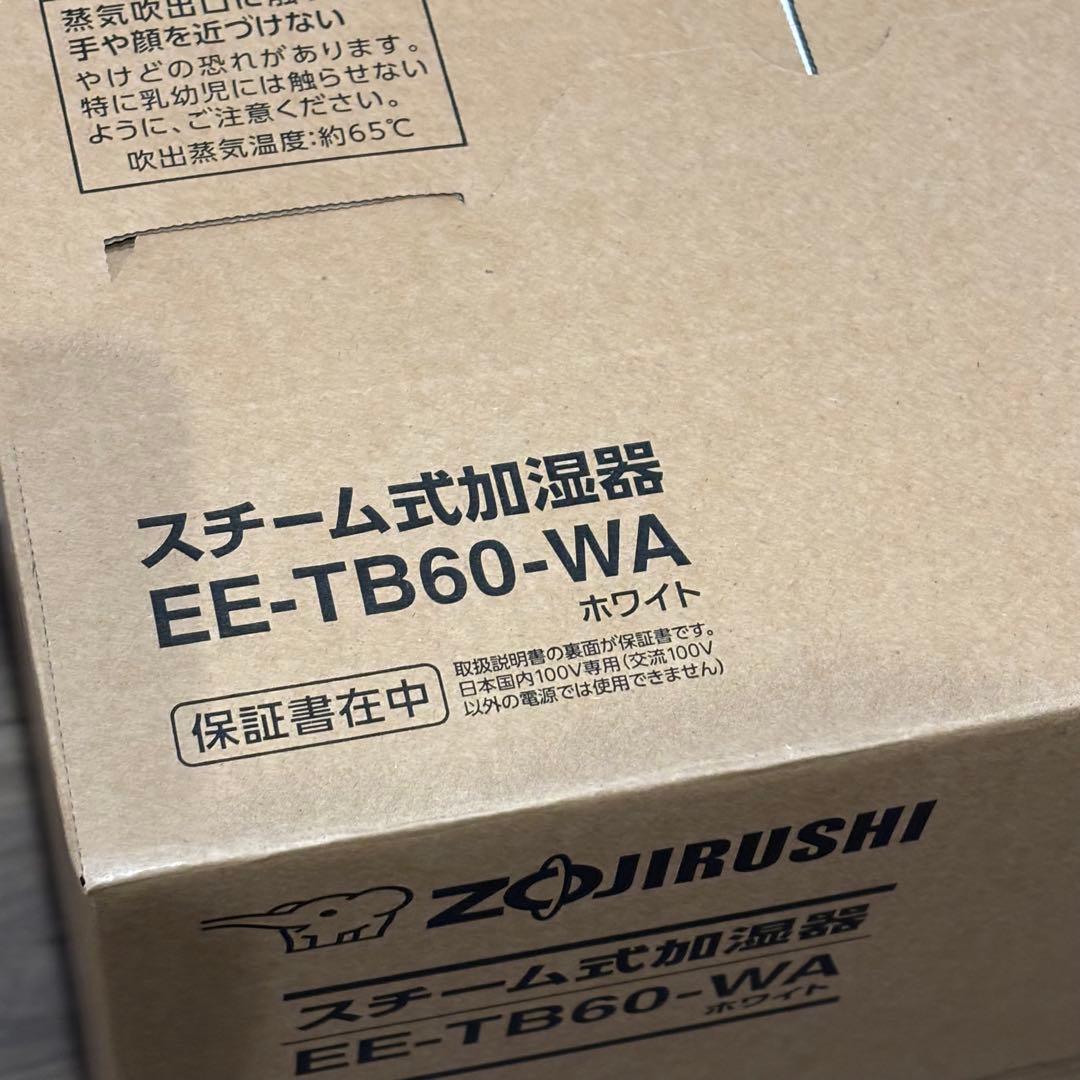 蒸気吹出口に触
手や顔を近づけない
やけどの恐れがあります。
特に乳幼児には触らせない
ように、ご注意ください。
吹出蒸気温度:約65℃
スチーム式加湿器
EE-TB60-WA
ホワイト
保証書在中
取扱説明書の裏面が保証書です。
日本国内100V専用(交流100V
以外の電源では使用できません)
ZOJIRUSHI
スチーム式加湿器
EE-TB60-WA
ホワイト